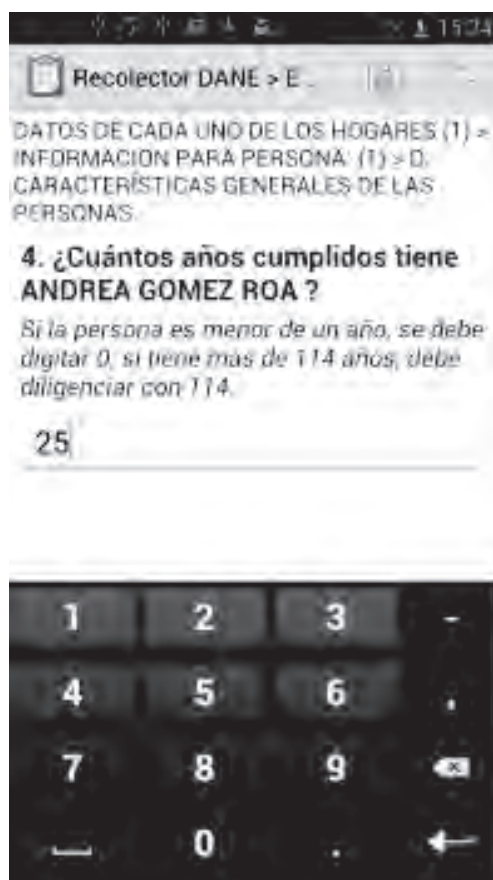 15:24
Recolector DANE > E...
DATOS DE CADA UNO DE LOS HOGARES (1) >
INFORMACION PARA PERSONA: (1) > D.
CARACTERÍSTICAS GENERALES DE LAS
PERSONAS.
4. ¿Cuántos años cumplidos tiene
ANDREA GOMEZ ROA ?
Si la persona es menor de un año, se debe
digitar 0, si tiene mas de 114 años, debe
diligenciar con 114.
25
1 2 3 -
4 5 6 ,
7 8 9
0 .